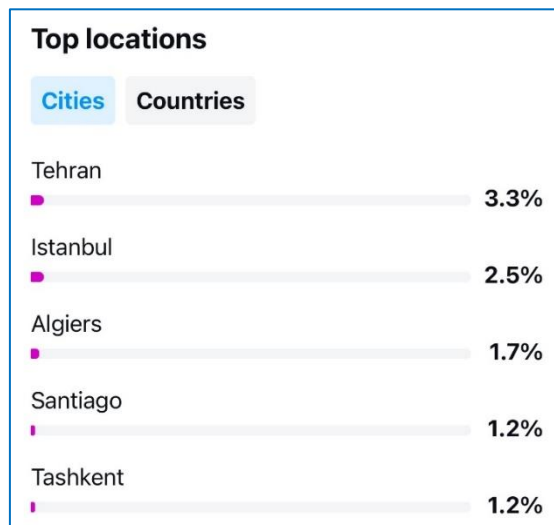 Top locations
Cities Countries
Tehran
3.3%
Istanbul
2.5%
Algiers
1.7%
Santiago
1.2%
Tashkent
1.2%